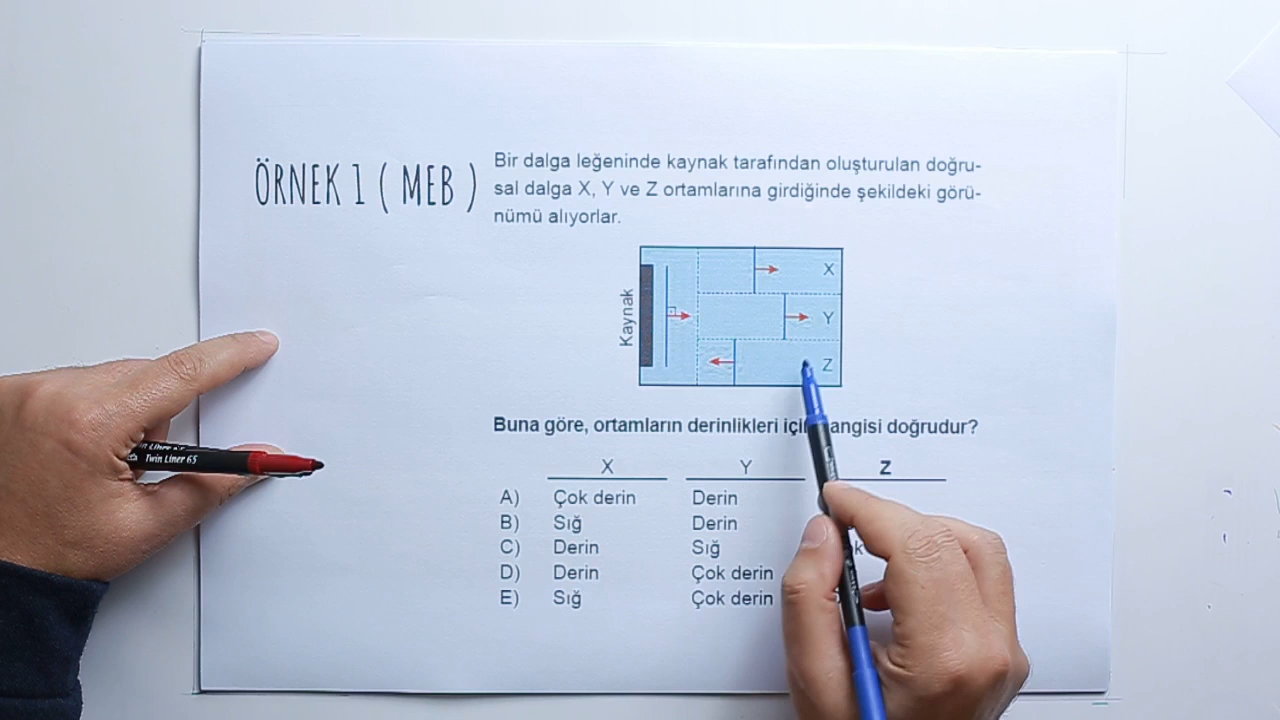 ÖRNEK 1 ( MEB )
Bir dalga leğeninde kaynak tarafından oluşturulan doğru-
sal dalga X, Y ve Z ortamlarına girdiğinde şekildeki görü-
nümü alıyorlar.
Kaynak
X
Y
Z
Buna göre, ortamların derinlikleri doğrudur?
X Y Z
A) Çok derin Derin
B) Sığ Derin
C) Derin Sığ
D) Derin Çok derin
E) Sığ Çok derin
Twin Liner 65